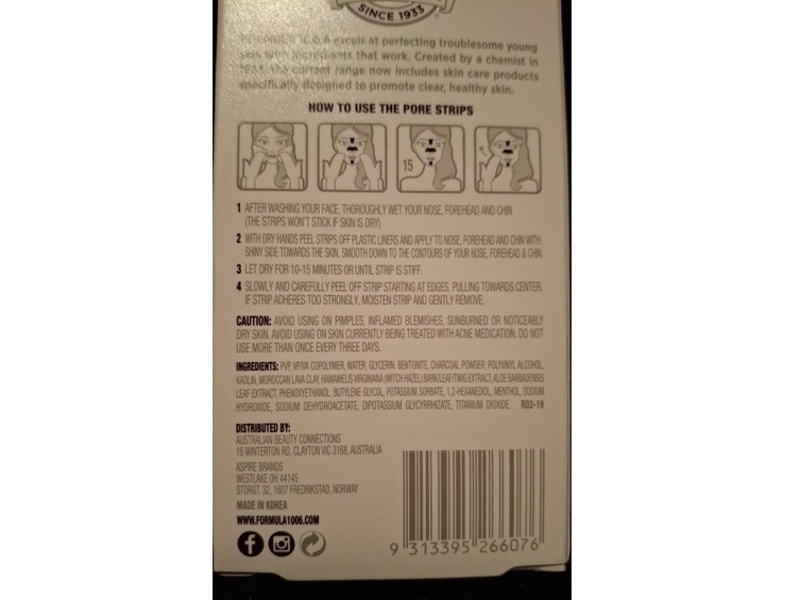 SINCE 1933
excels at perfecting troublesome young
skin with ingredients that work. Created by a chemist in
1933, the current range now includes skin care products
specifically designed to promote clear, healthy skin.
HOW TO USE THE PORE STRIPS
15
1 AFTER WASHING YOUR FACE, THOROUGHLY WET YOUR NOSE, FOREHEAD AND CHIN
(THE STRIPS WON'T STICK IF SKIN IS DRY).
2 WITH DRY HANDS PEEL STRIPS OFF PLASTIC LINERS AND APPLY TO NOSE, FOREHEAD AND CHIN WITH
SHINY SIDE TOWARDS THE SKIN. SMOOTH DOWN TO THE CONTOURS OF YOUR NOSE, FOREHEAD & CHIN.
3 LET DRY FOR 10-15 MINUTES OR UNTIL STRIP IS STIFF.
4 SLOWLY AND CAREFULLY PEEL OFF STRIP STARTING AT EDGES, PULLING TOWARDS CENTER.
IF STRIP ADHERES TOO STRONGLY, MOISTEN STRIP AND GENTLY REMOVE.
CAUTION: AVOID USING ON PIMPLES, INFLAMED BLEMISHES, SUNBURNED OR NOTICEABLY
DRY SKIN. AVOID USING ON SKIN CURRENTLY BEING TREATED WITH ACNE MEDICATION. DO NOT
USE MORE THAN ONCE EVERY THREE DAYS.
INGREDIENTS: PVP, VP/VA COPOLYMER, WATER, GLYCERIN, BENTONITE, CHARCOAL POWDER, POLYVINYL ALCOHOL,
KAOLIN, MOROCCAN LAVA CLAY, HAMAMELIS VIRGINIANA (WITCH HAZEL) BARK/LEAF/TWIG EXTRACT, ALOE BARBADENSIS
LEAF EXTRACT, PHENOXYETHANOL, BUTYLENE GLYCOL, POTASSIUM SORBATE, 1,2-HEXANEDIOL, MENTHOL, SODIUM
HYDROXIDE, SODIUM DEHYDROACETATE, DIPOTASSIUM GLYCYRRHIZATE, TITANIUM DIOXIDE. R02-19
DISTRIBUTED BY:
AUSTRALIAN BEAUTY CONNECTIONS
16 WINTERTON RD, CLAYTON VIC 3168, AUSTRALIA
ASPIRE BRANDS
WESTLAKE OH 44145
STORGT. 32, 1607 FREDRIKSTAD, NORWAY
MADE IN KOREA
WWW.FORMULA1006.COM
9 313395 266076